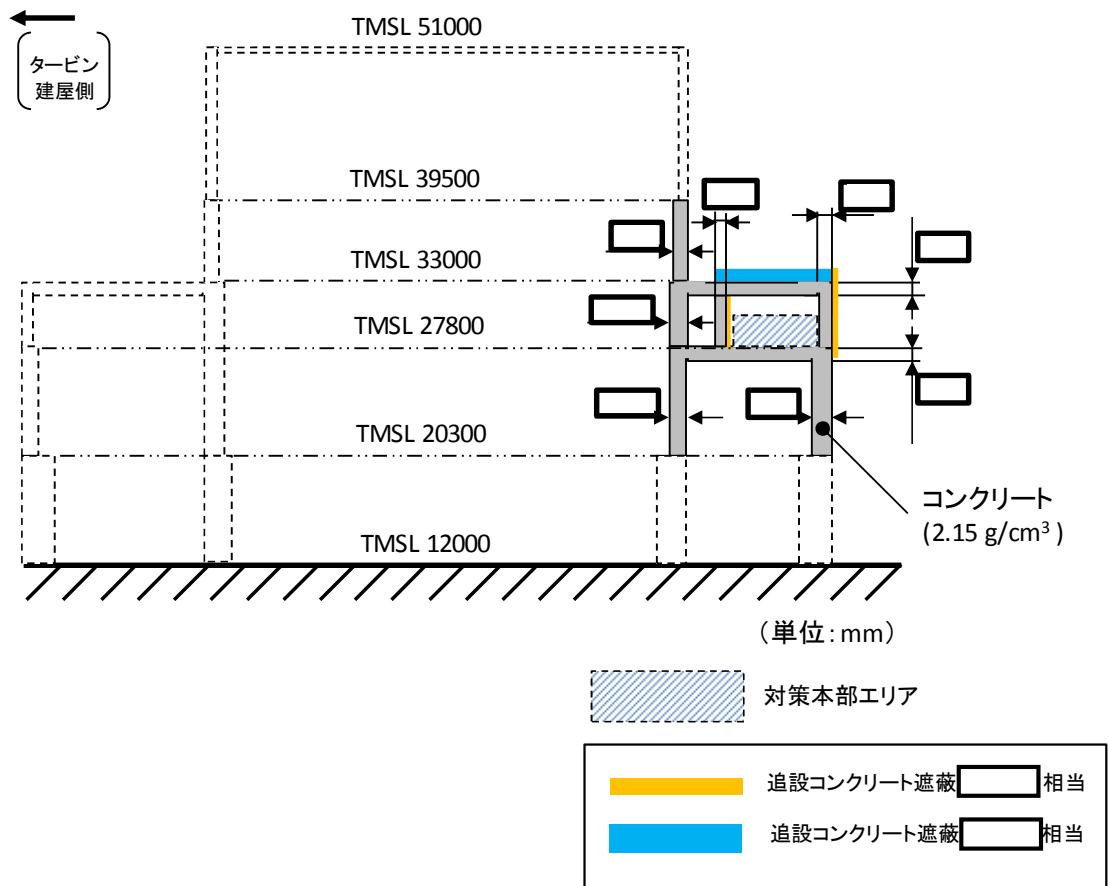 TMSL 51000
タービン
建屋側
TMSL 39500
TMSL 33000
TMSL 27800
TMSL 20300
コンクリート
(2.15 g/cm³ )
TMSL 12000
（単位：mm）
対策本部エリア
追設コンクリート遮蔽 相当
追設コンクリート遮蔽 相当